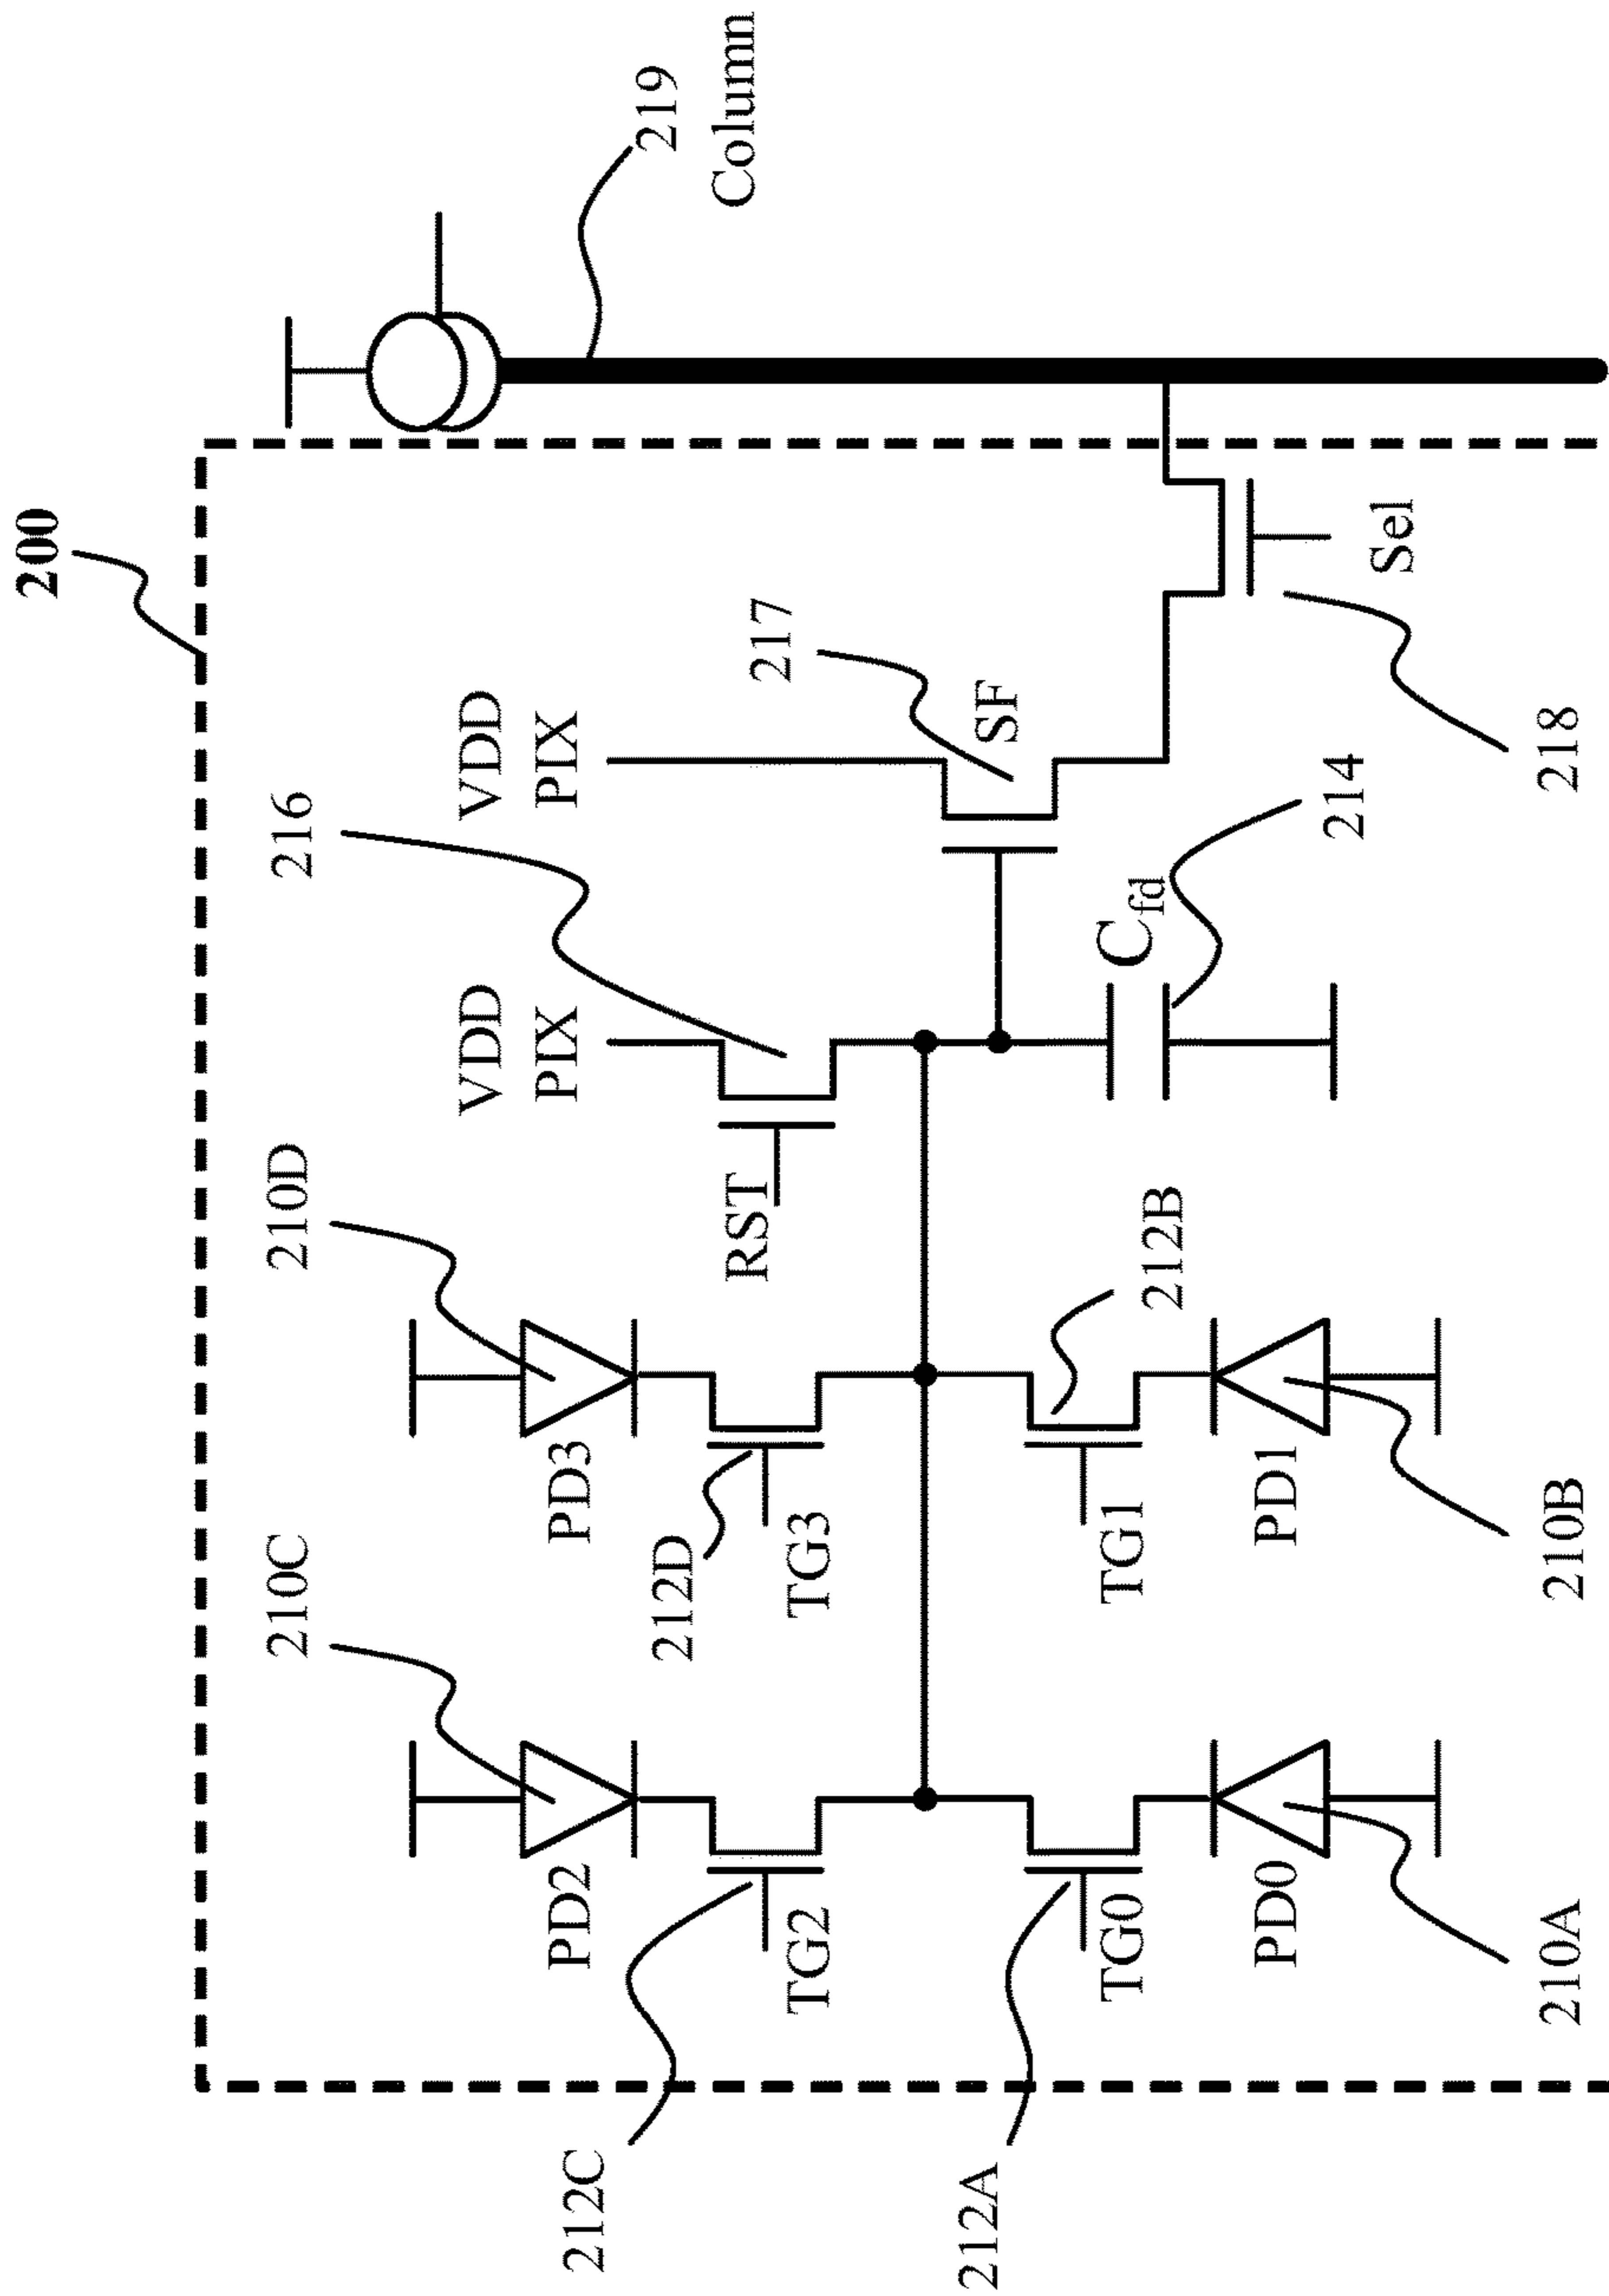 200
210C
210D
216
VDD
PIX
VDD
PIX
219
Column
212C
PD2
PD3
212D
RST
217
TG2
TG3
SF
212A
TG0
TG1
212B
C_fd
PD0
PD1
214
Sel
210A
210B
218